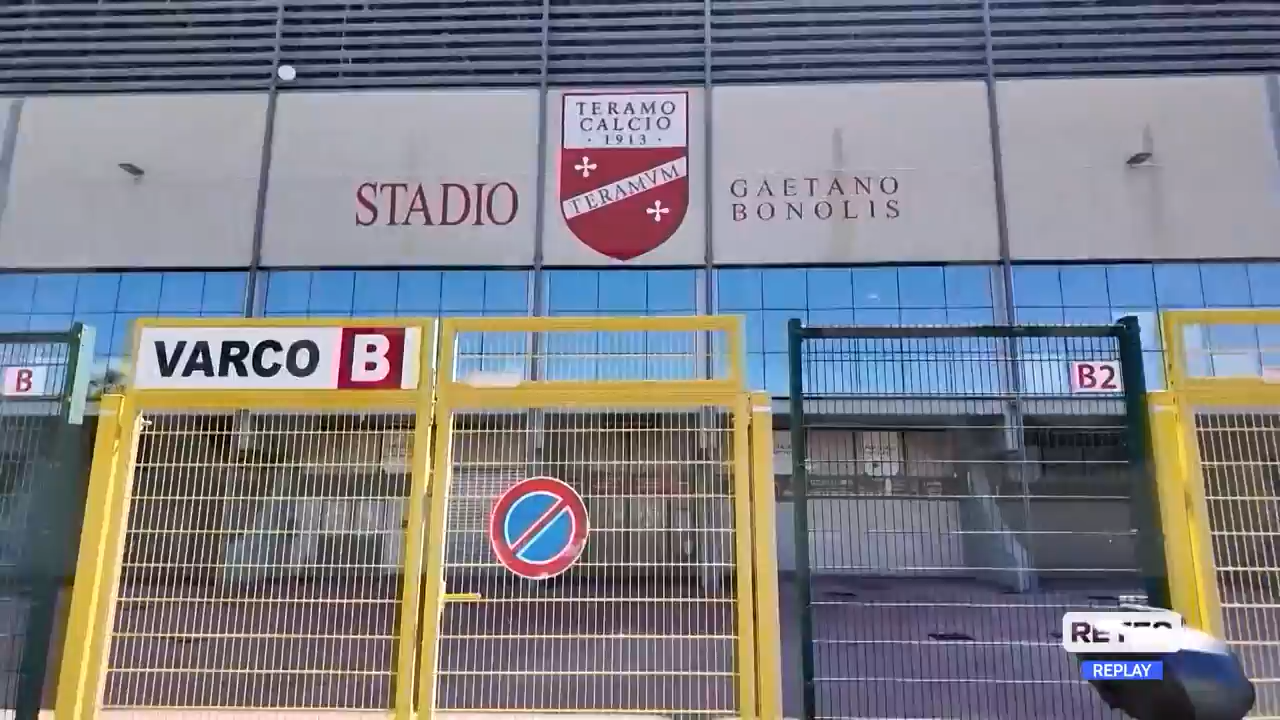 TERAMO
CALCIO
· 1913 ·
TERAMVM
STADIO
GAETANO
BONOLIS
VARCO B
B
B2
REPLAY